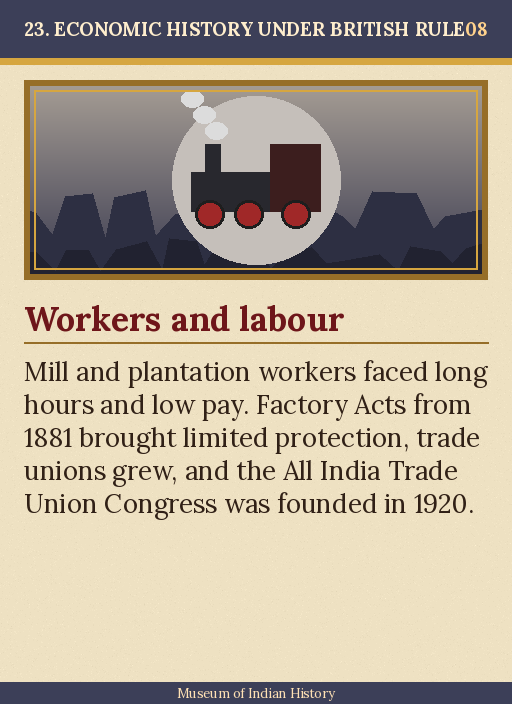 23. ECONOMIC HISTORY UNDER BRITISH RULE08
Workers and labour
Mill and plantation workers faced long
hours and low pay. Factory Acts from
1881 brought limited protection, trade
unions grew, and the All India Trade
Union Congress was founded in 1920.
Museum of Indian History